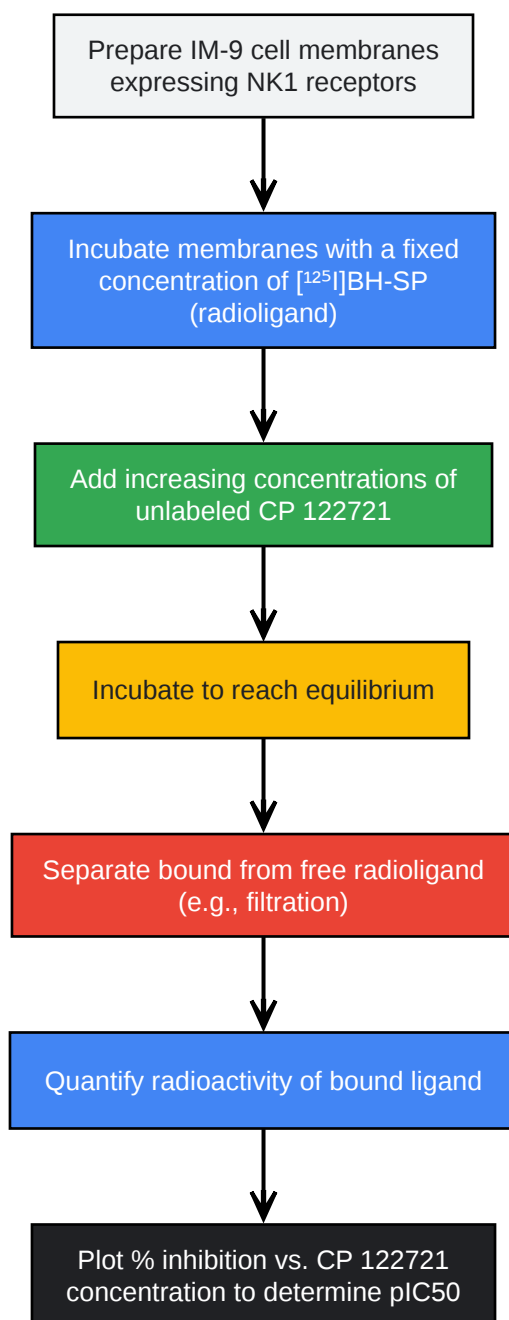 Prepare IM-9 cell membranes
expressing NK1 receptors
Incubate membranes with a fixed
concentration of [¹²⁵I]BH-SP
(radioligand)
Add increasing concentrations of
unlabeled CP 122721
Incubate to reach equilibrium
Separate bound from free radioligand
(e.g., filtration)
Quantify radioactivity of bound ligand
Plot % inhibition vs. CP 122721
concentration to determine pIC50